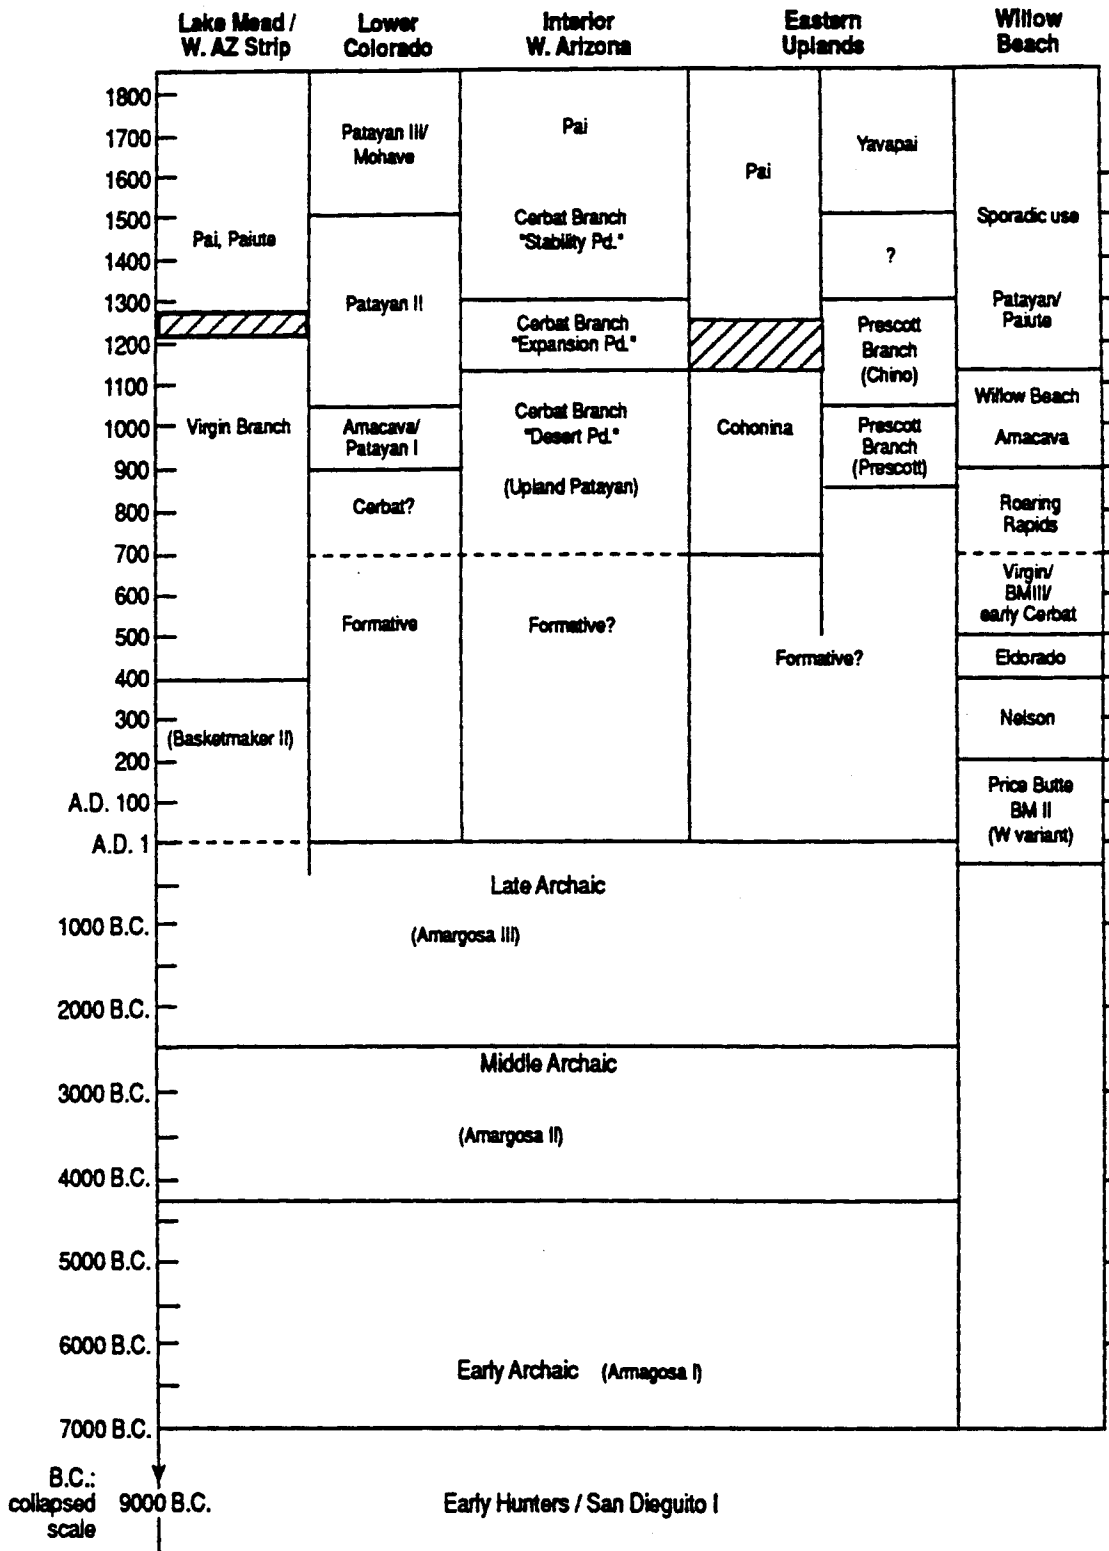 Lake Mead /
W. AZ Strip
Lower
Colorado
Interior
W. Arizona
Eastern
Uplands
Willow
Beach
1800
1700
1600
1500
1400
1300
1200
1100
1000
900
800
700
600
500
400
300
200
A.D. 100
A.D. 1
1000 B.C.
2000 B.C.
3000 B.C.
4000 B.C.
5000 B.C.
6000 B.C.
7000 B.C.
B.C.:
collapsed
scale
9000 B.C.
Pai, Paiute
Virgin Branch
(Basketmaker II)
Patayan III/
Mohave
Patayan II
Amacava/
Patayan I
Cerbat?
Formative
Pai
Cerbat Branch
"Stability Pd."
Cerbat Branch
"Expansion Pd."
Cerbat Branch
"Desert Pd."
(Upland Patayan)
Formative?
Pai
Cohonina
Yavapai
?
Prescott
Branch
(Chino)
Prescott
Branch
(Prescott)
Formative?
Sporadic use
Patayan/
Paiute
Willow Beach
Amacava
Roaring
Rapids
Virgin/
BMIII/
early Cerbat
Eldorado
Nelson
Price Butte
BM II
(W variant)
Late Archaic
(Amargosa III)
Middle Archaic
(Amargosa II)
Early Archaic (Armagosa I)
Early Hunters / San Dieguito I